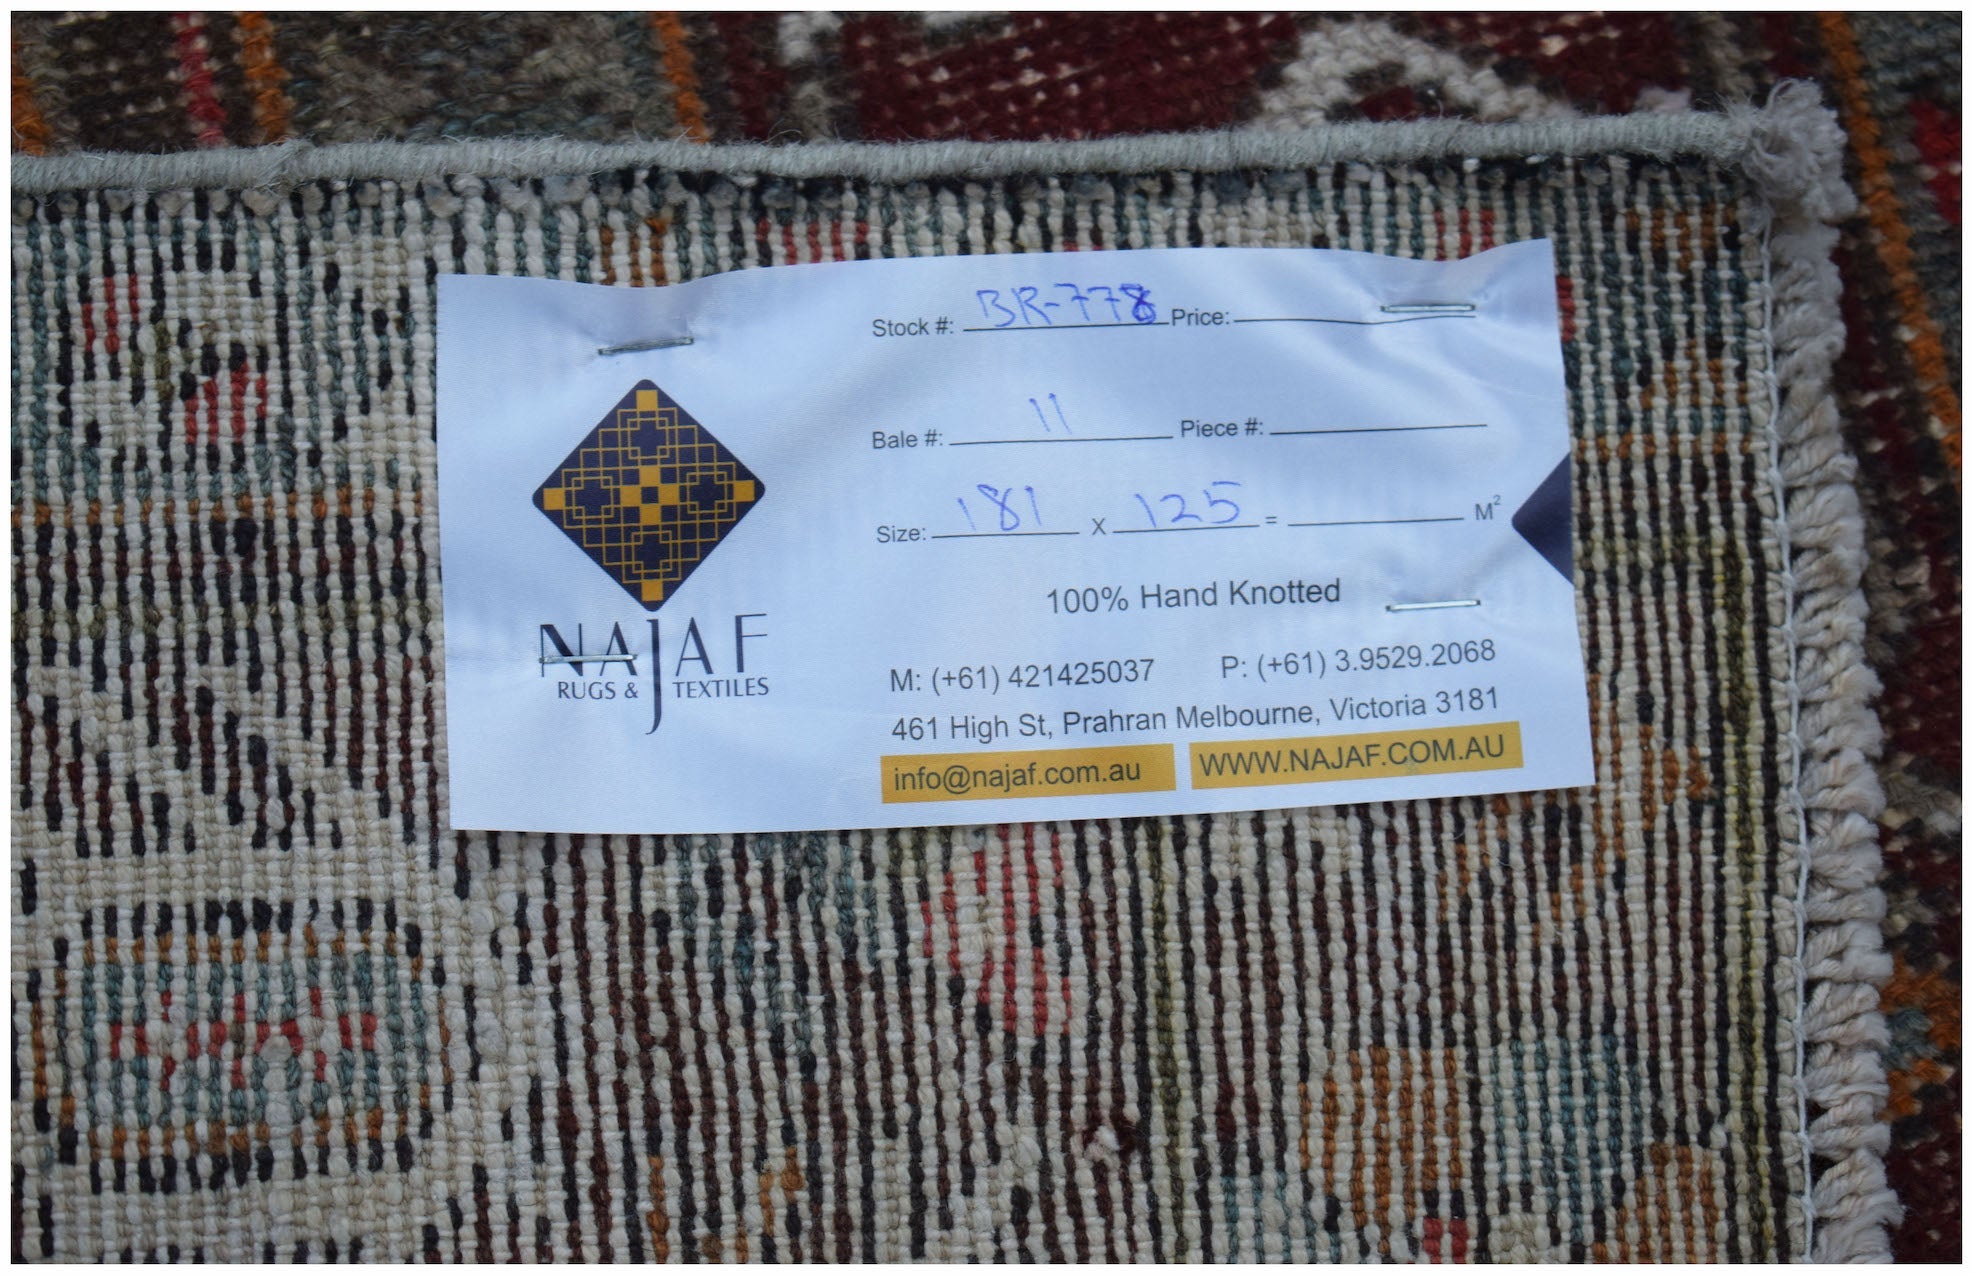 Stock #: BR-778 Price:
Bale #: 11 Piece #:
Size: 181 x 125 = M²
100% Hand Knotted
NAJAF
RUGS & TEXTILES
M: (+61) 421425037 P: (+61) 3.9529.2068
461 High St, Prahran Melbourne, Victoria 3181
info@najaf.com.au WWW.NAJAF.COM.AU